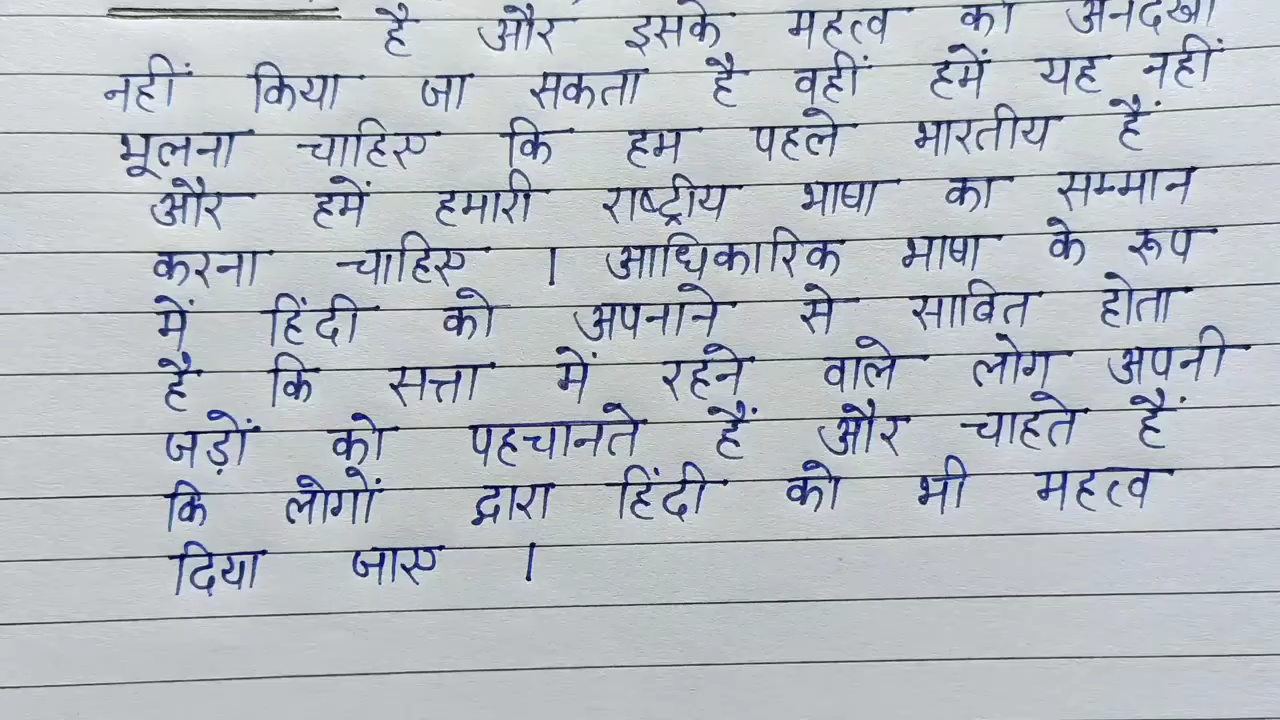 है और इसके महत्व को अनदेखा
नहीं किया जा सकता है वहीं हमें यह नहीं
भूलना चाहिए कि हम पहले भारतीय हैं
और हमें हमारी राष्ट्रीय भाषा का सम्मान
करना चाहिए । आधिकारिक भाषा के रूप
में हिंदी को अपनाने से साबित होता
है कि सत्ता में रहने वाले लोग अपनी
जड़ों को पहचानते हैं और चाहते हैं
कि लोगों द्वारा हिंदी को भी महत्व
दिया जाए ।